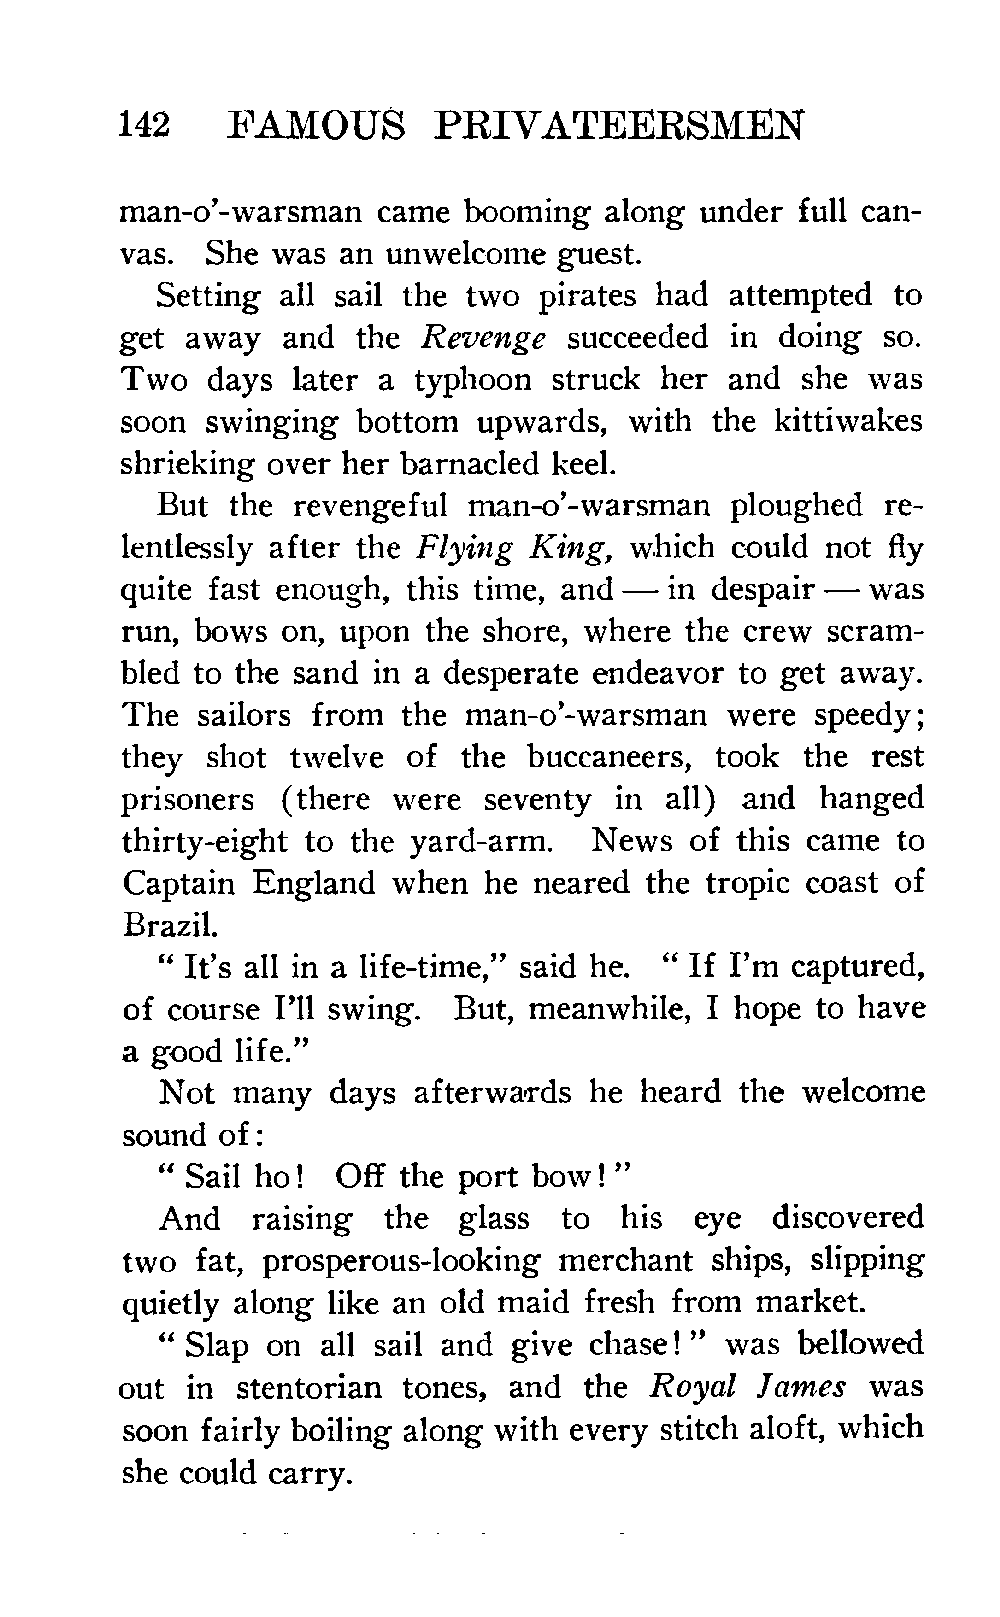 142 FAMOUS PRIVATEERSMEN
man-o'-warsman came booming along under full can-
vas. She was an unwelcome guest.
Setting all sail the two pirates had attempted to
get away and the Revenge succeeded in doing so.
Two days later a typhoon struck her and she was
soon swinging bottom upwards, with the kittiwakes
shrieking over her barnacled keel.
But the revengeful man-o'-warsman ploughed re-
lentlessly after the Flying King, which could not fly
quite fast enough, this time, and — in despair — was
run, bows on, upon the shore, where the crew scram-
bled to the sand in a desperate endeavor to get away.
The sailors from the man-o'-warsman were speedy;
they shot twelve of the buccaneers, took the rest
prisoners (there were seventy in all) and hanged
thirty-eight to the yard-arm. News of this came to
Captain England when he neared the tropic coast of
Brazil.
" It's all in a life-time," said he. " If I'm captured,
of course I'll swing. But, meanwhile, I hope to have
a good life."
Not many days afterwards he heard the welcome
sound of:
" Sail ho! Off the port bow! "
And raising the glass to his eye discovered
two fat, prosperous-looking merchant ships, slipping
quietly along like an old maid fresh from market.
" Slap on all sail and give chase! " was bellowed
out in stentorian tones, and the Royal James was
soon fairly boiling along with every stitch aloft, which
she could carry.